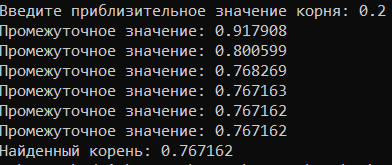 Введите приблизительное значение корня: 0.2
Промежуточное значение: 0.917908
Промежуточное значение: 0.800599
Промежуточное значение: 0.768269
Промежуточное значение: 0.767163
Промежуточное значение: 0.767162
Промежуточное значение: 0.767162
Найденный корень: 0.767162